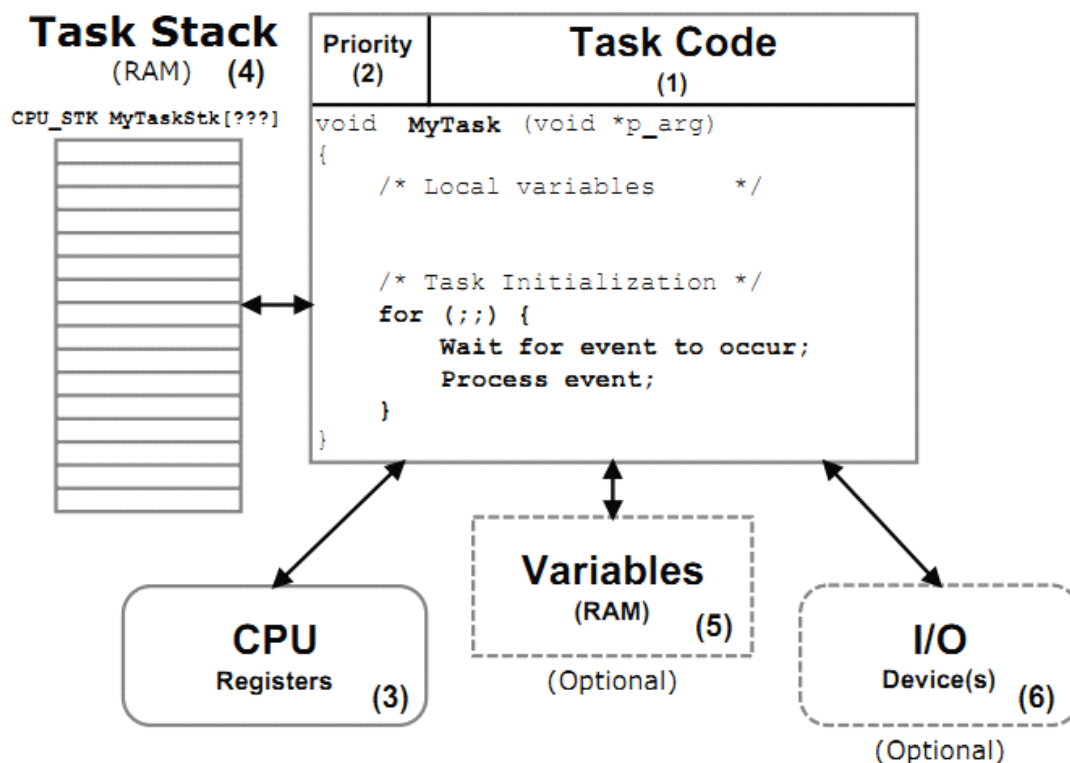 Task Stack
(RAM) (4)
CPU_STK MyTaskStk[???]
Priority
(2)
Task Code
(1)
void MyTask (void *p_arg)
{
/* Local variables */
/* Task Initialization */
for (;;) {
Wait for event to occur;
Process event;
}
}
CPU
Registers
(3)
Variables
(RAM)
(5)
(Optional)
I/O
Device(s)
(6)
(Optional)